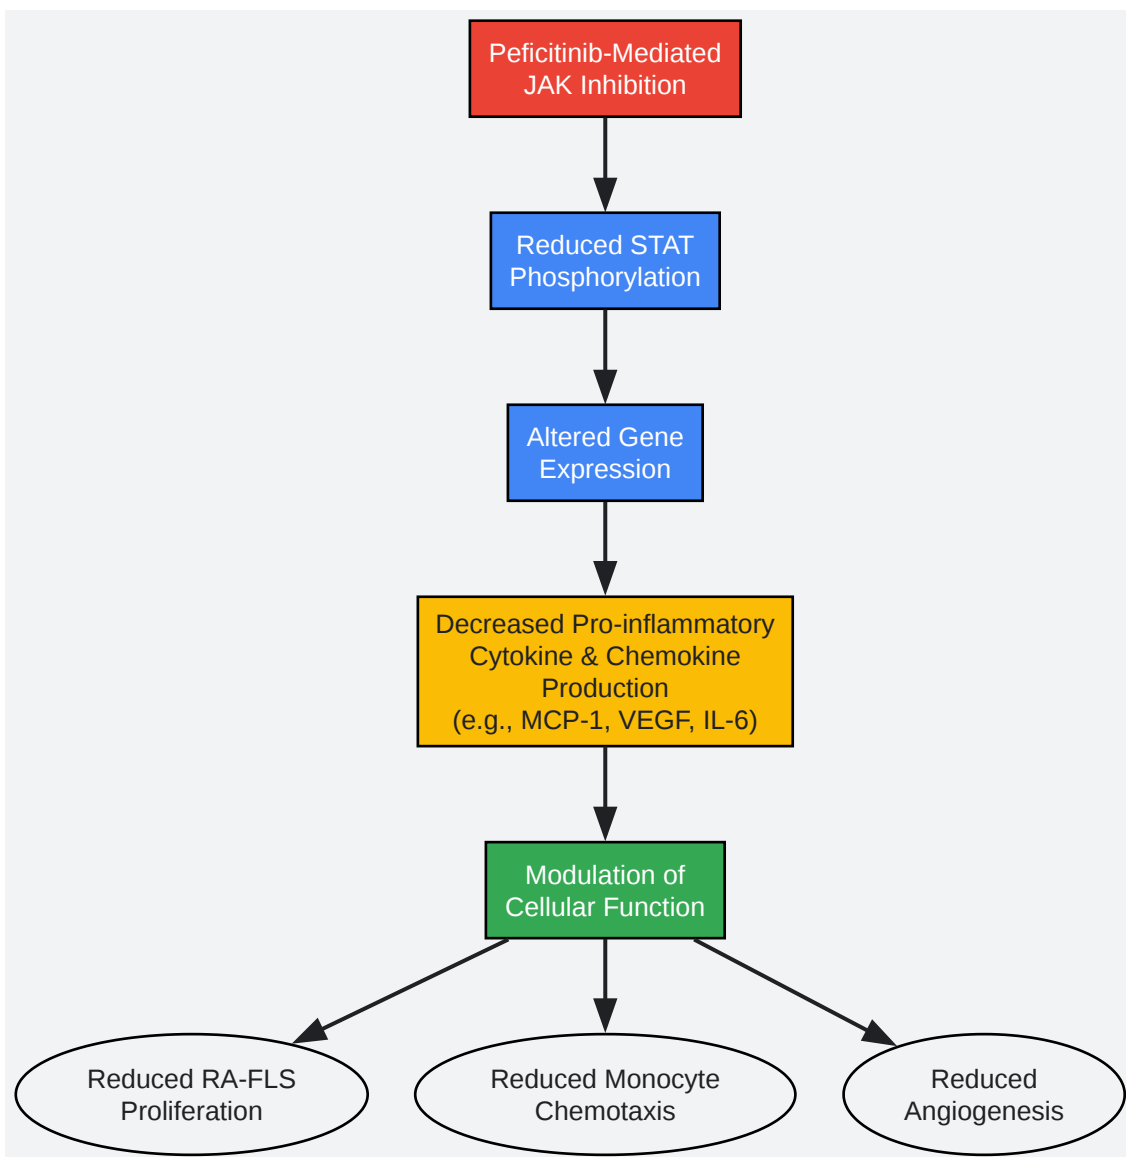 Peficitinib-Mediated
JAK Inhibition
Reduced STAT
Phosphorylation
Altered Gene
Expression
Decreased Pro-inflammatory
Cytokine & Chemokine
Production
(e.g., MCP-1, VEGF, IL-6)
Modulation of
Cellular Function
Reduced RA-FLS
Proliferation
Reduced Monocyte
Chemotaxis
Reduced
Angiogenesis